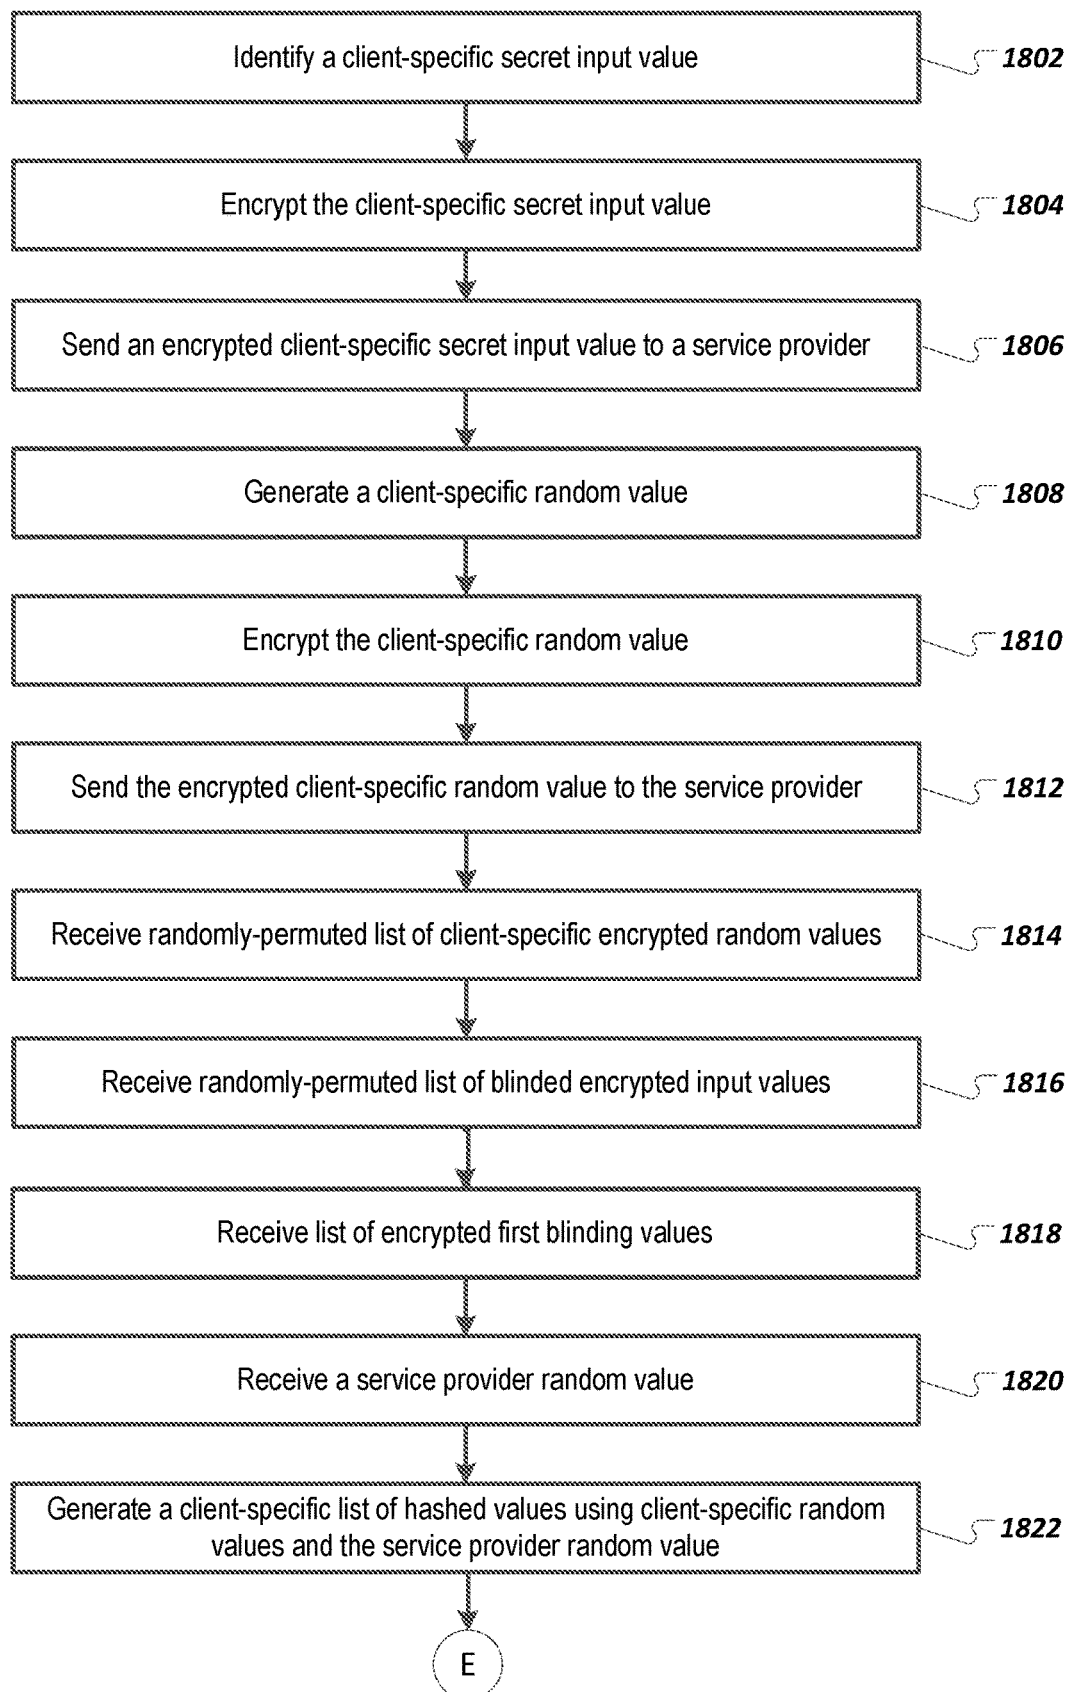 Identify a client-specific secret input value
1802
Encrypt the client-specific secret input value
1804
Send an encrypted client-specific secret input value to a service provider
1806
Generate a client-specific random value
1808
Encrypt the client-specific random value
1810
Send the encrypted client-specific random value to the service provider
1812
Receive randomly-permuted list of client-specific encrypted random values
1814
Receive randomly-permuted list of blinded encrypted input values
1816
Receive list of encrypted first blinding values
1818
Receive a service provider random value
1820
Generate a client-specific list of hashed values using client-specific random
values and the service provider random value
1822
E